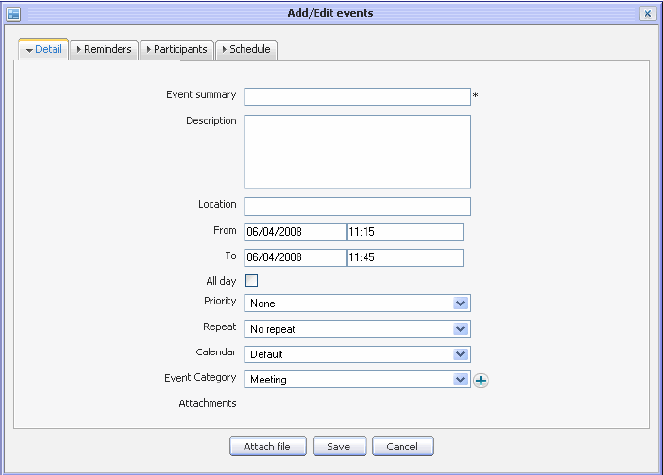 Add/Edit events
Detail Reminders Participants Schedule
Event summary *
Description
Location
From 06/04/2008 11:15
To 06/04/2008 11:45
All day
Priority None
Repeat No repeat
Calendar Default
Event Category Meeting
Attachments
Attach file Save Cancel